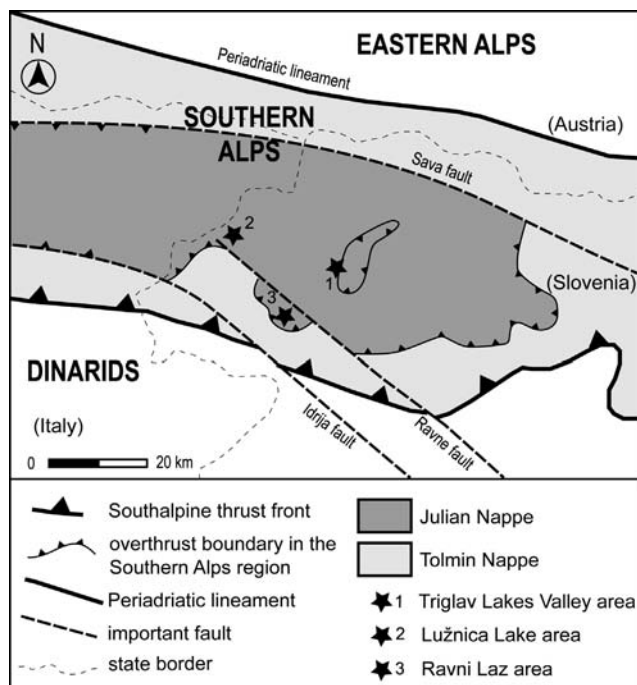 N
EASTERN ALPS
Periadriatic lineament
SOUTHERN
ALPS
(Austria)
Sava fault
2
1
(Slovenia)
3
DINARIDS
(Italy)
Idrija fault
Ravne fault
0 20 km
Southalpine thrust front
overthrust boundary in the
Southern Alps region
Periadriatic lineament
important fault
state border
Julian Nappe
Tolmin Nappe
1 Triglav Lakes Valley area
2 Lužnica Lake area
3 Ravni Laz area